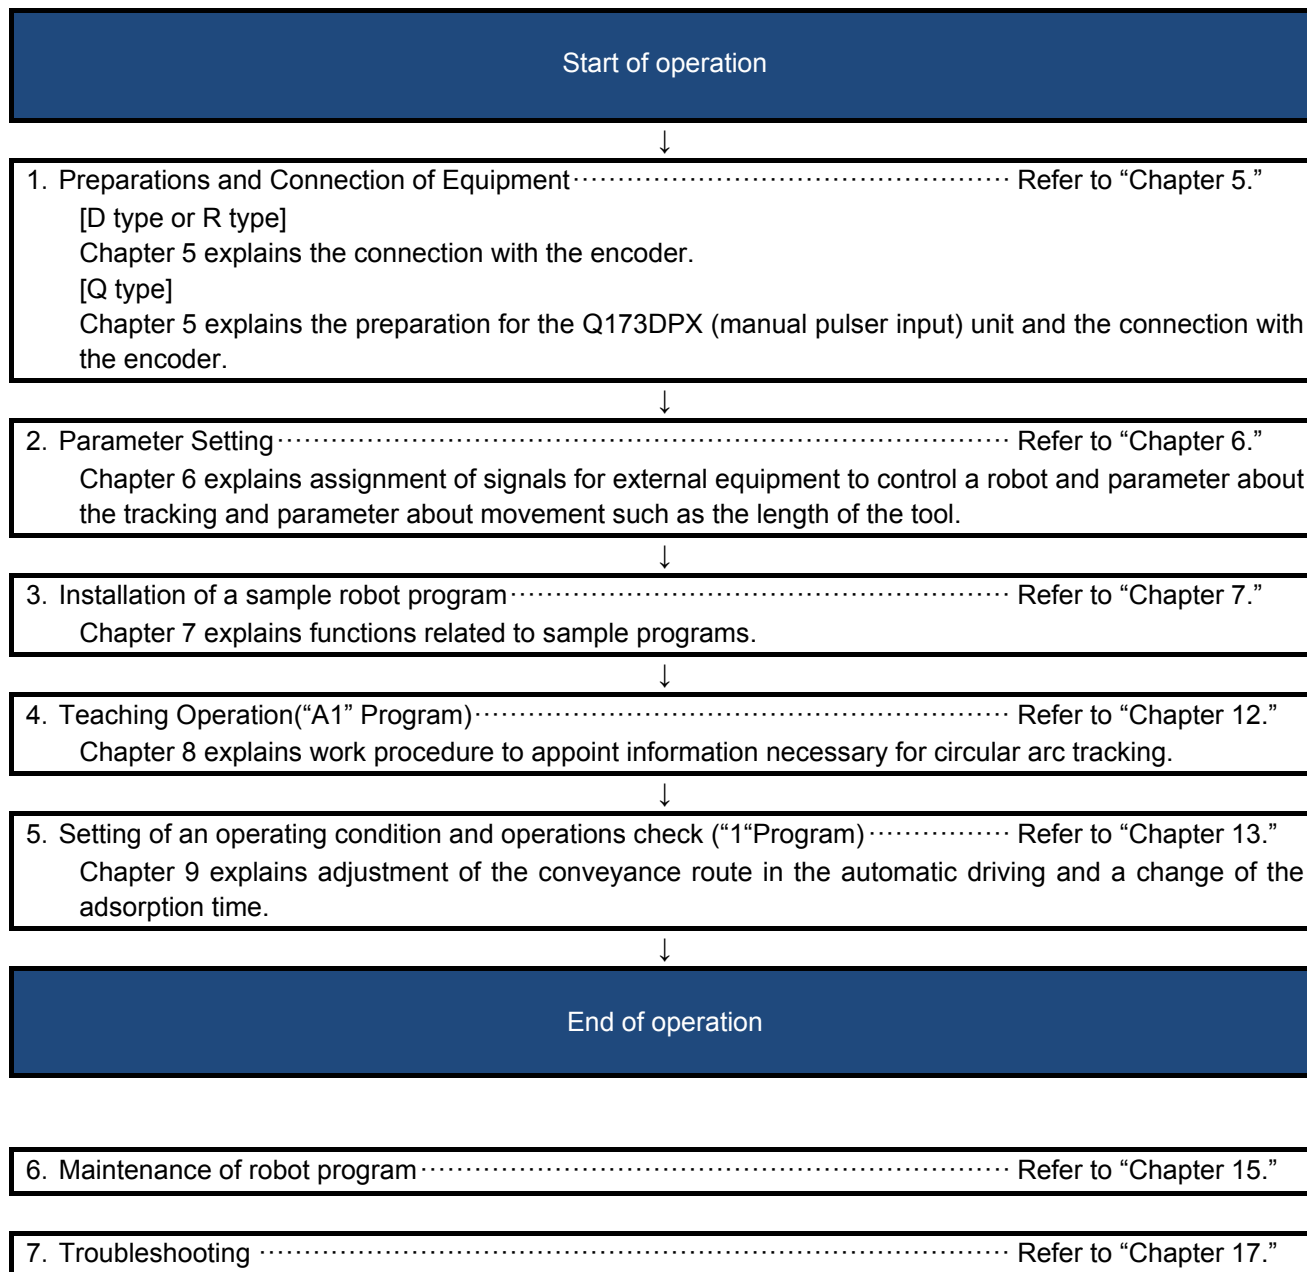 Start of operation
↓
1. Preparations and Connection of Equipment················································ Refer to “Chapter 5.”
[D type or R type]
Chapter 5 explains the connection with the encoder.
[Q type]
Chapter 5 explains the preparation for the Q173DPX (manual pulser input) unit and the connection with
the encoder.
↓
2. Parameter Setting·················································································· Refer to “Chapter 6.”
Chapter 6 explains assignment of signals for external equipment to control a robot and parameter about
the tracking and parameter about movement such as the length of the tool.
↓
3. Installation of a sample robot program························································ Refer to “Chapter 7.”
Chapter 7 explains functions related to sample programs.
↓
4. Teaching Operation(“A1” Program)···························································· Refer to “Chapter 12.”
Chapter 8 explains work procedure to appoint information necessary for circular arc tracking.
↓
5. Setting of an operating condition and operations check (“1“Program)················ Refer to “Chapter 13.”
Chapter 9 explains adjustment of the conveyance route in the automatic driving and a change of the
adsorption time.
↓
End of operation
6. Maintenance of robot program·································································· Refer to “Chapter 15.”
7. Troubleshooting ···················································································· Refer to “Chapter 17.”